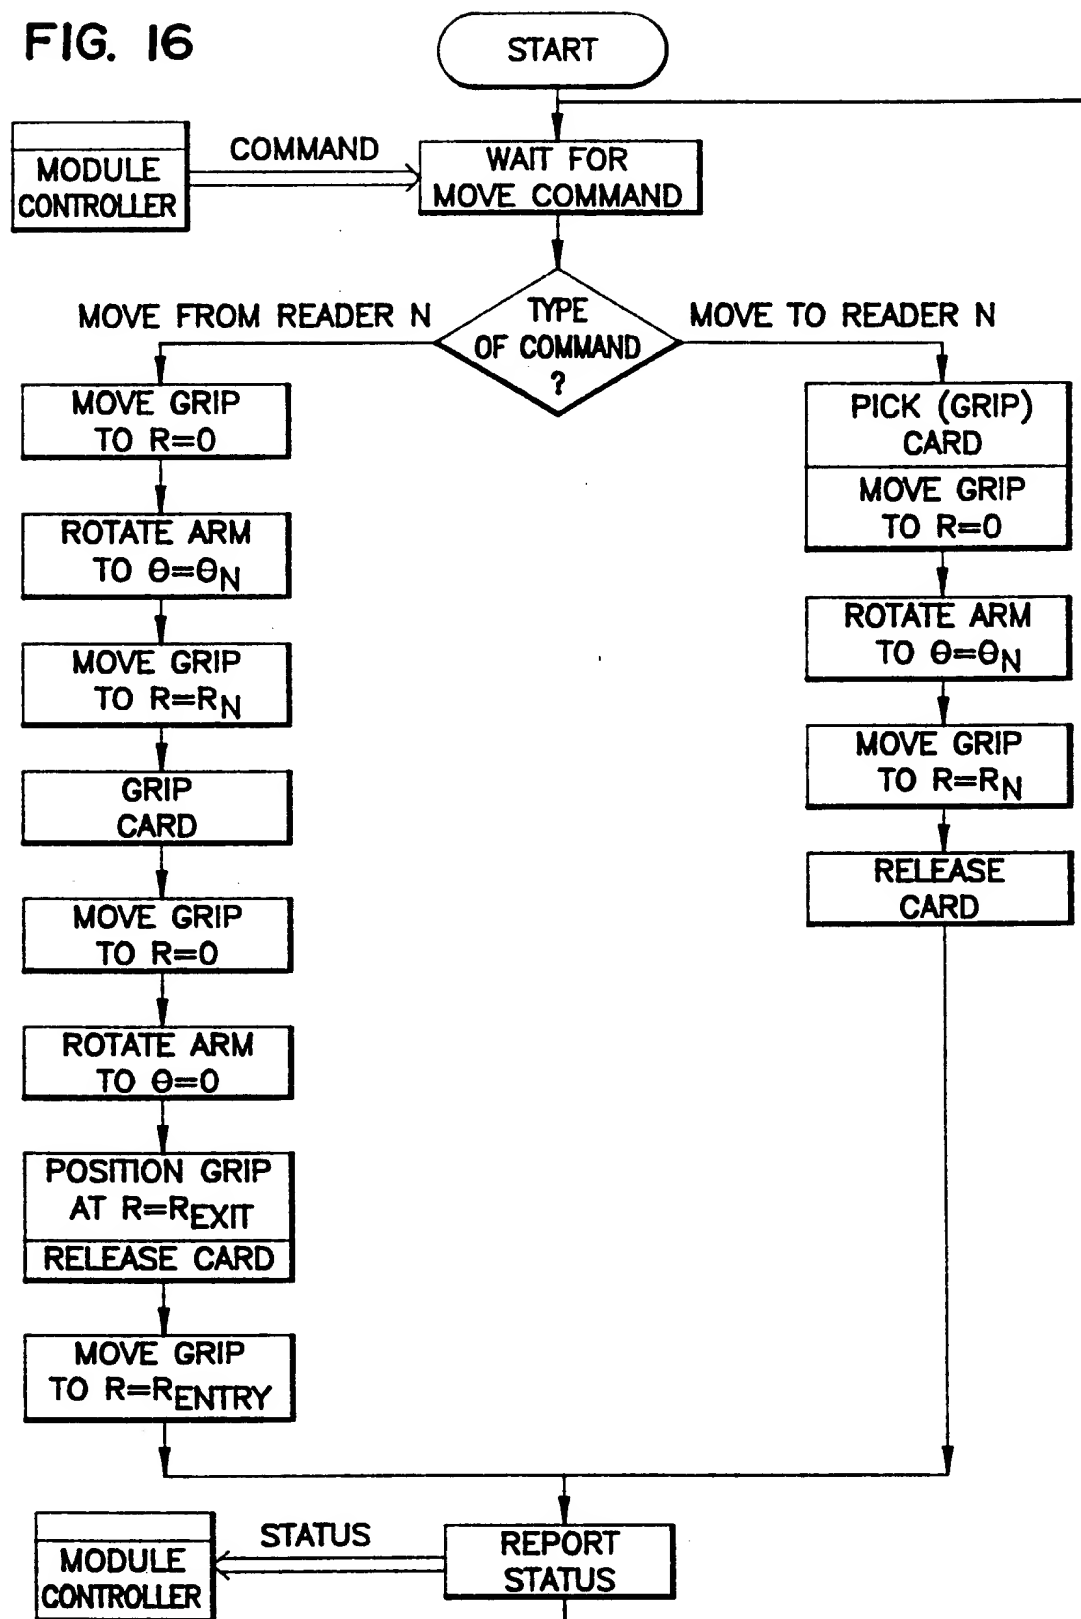 FIG. 16
START
COMMAND
MODULE
CONTROLLER
WAIT FOR
MOVE COMMAND
MOVE FROM READER N
TYPE
OF COMMAND
?
MOVE TO READER N
MOVE GRIP
TO R=0
ROTATE ARM
TO Θ=ΘN
MOVE GRIP
TO R=RN
GRIP
CARD
MOVE GRIP
TO R=0
ROTATE ARM
TO Θ=0
POSITION GRIP
AT R=REXIT
RELEASE CARD
MOVE GRIP
TO R=RENTRY
PICK (GRIP)
CARD
MOVE GRIP
TO R=0
ROTATE ARM
TO Θ=ΘN
MOVE GRIP
TO R=RN
RELEASE
CARD
REPORT
STATUS
STATUS
MODULE
CONTROLLER